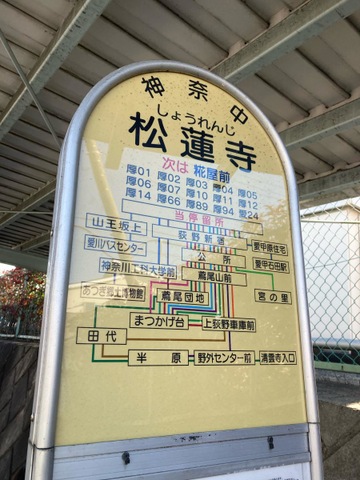 神奈中
しょうれんじ
松蓮寺
次は 糀屋前
厚01 厚02 厚03 厚04 厚05
厚06 厚07 厚10 厚11 厚12
厚14 厚66 厚89 厚94 愛24
当停留所
山王坂上 荻野新宿
愛川バスセンター 公所 愛甲原住宅
神奈川工科大学前 鳶尾山前 愛甲石田駅
あつぎ郷土博物館 鳶尾団地 宮の里
まつかげ台 上荻野車庫前
田代
半原 野外センター前 清雲寺入口